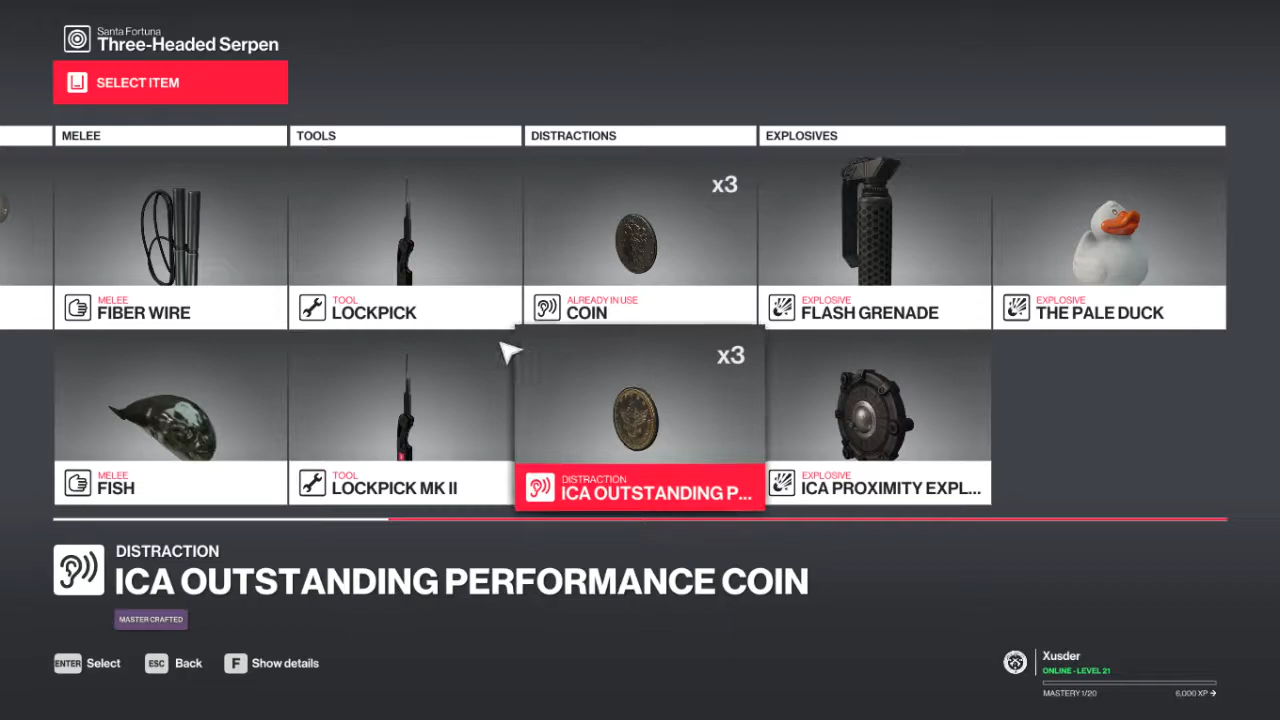 Santa Fortuna
Three-Headed Serpen
SELECT ITEM
MELEE
TOOLS
DISTRACTIONS
EXPLOSIVES
x3
MELEE
FIBER WIRE
TOOL
LOCKPICK
ALREADY IN USE
COIN
EXPLOSIVE
FLASH GRENADE
EXPLOSIVE
THE PALE DUCK
x3
MELEE
FISH
TOOL
LOCKPICK MK II
DISTRACTION
ICA OUTSTANDING P...
EXPLOSIVE
ICA PROXIMITY EXPL...
DISTRACTION
ICA OUTSTANDING PERFORMANCE COIN
MASTER CRAFTED
ENTER Select
ESC Back
F Show details
Xusder
ONLINE - LEVEL 21
MASTERY 1/20
6,000 XP →